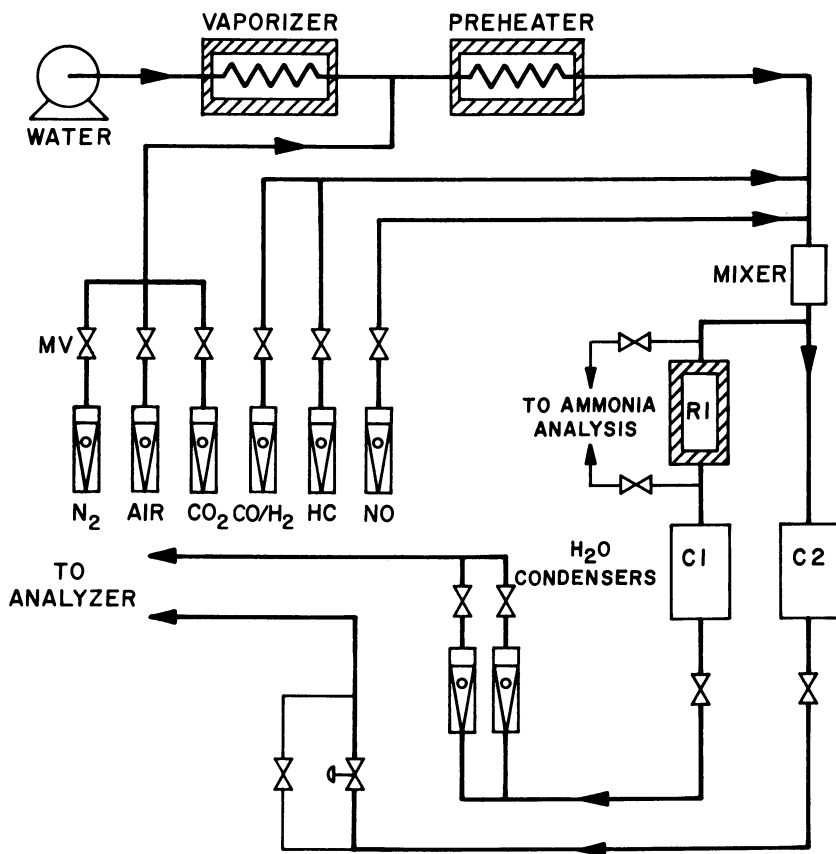 VAPORIZER
PREHEATER
WATER
MIXER
MV
R1
TO AMMONIA
ANALYSIS
N₂
AIR
CO₂
CO/H₂
HC
NO
H₂O
CONDENSERS
C1
C2
TO
ANALYZER